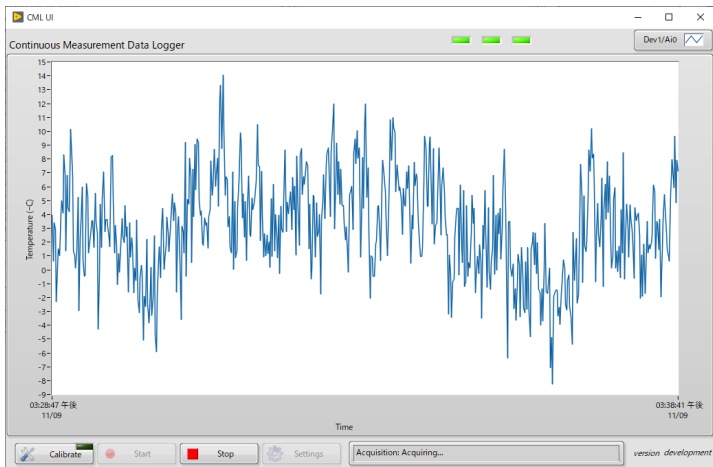 CML UI
Continuous Measurement Data Logger
Dev1/Ai0
15
14
13
12
11
10
9
8
7
6
5
4
3
2
1
0
-1
-2
-3
-4
-5
-6
-7
-8
-9
Temperature (~C)
03:28:47 午後
11/09
03:38:41 午後
11/09
Time
Calibrate
Start
Stop
Settings
Acquisition: Acquiring...
version development